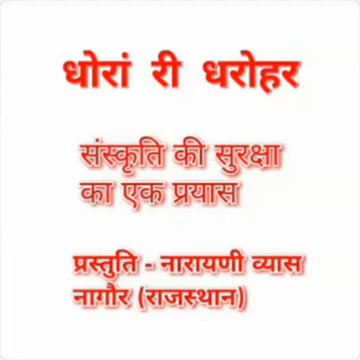 धोरां री धरोहर
संस्कृति की सुरक्षा
का एक प्रयास
प्रस्तुति - नारायणी व्यास
नागौर (राजस्थान)